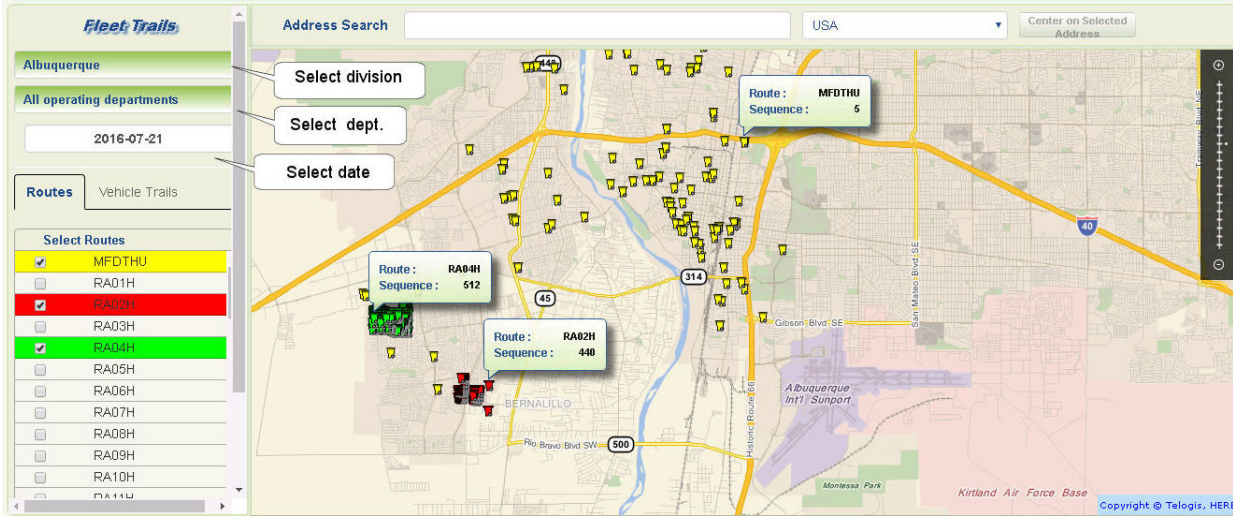 Fleet Trails
Address Search
USA
Center on Selected
Address
Albuquerque
Select division
All operating departments
Select dept.
2016-07-21
Select date
Routes
Vehicle Trails
Select Routes
MFDTHU
RA01H
RA02H
RA03H
RA04H
RA05H
RA06H
RA07H
RA08H
RA09H
RA10H
RA11H
448
Route : MFDTHU
Sequence : 5
40
Route : RA04H
Sequence : 512
314
45
Route : RA02H
Sequence : 440
Gibson Blvd SE
San Mateo Blvd SE
Albuquerque
Int'l Sunport
BERNALILLO
Historic Route 66
Rio Bravo Blvd SW
500
Montessa Park
Kirtland Air Force Base
Copyright © Telogis, HERE